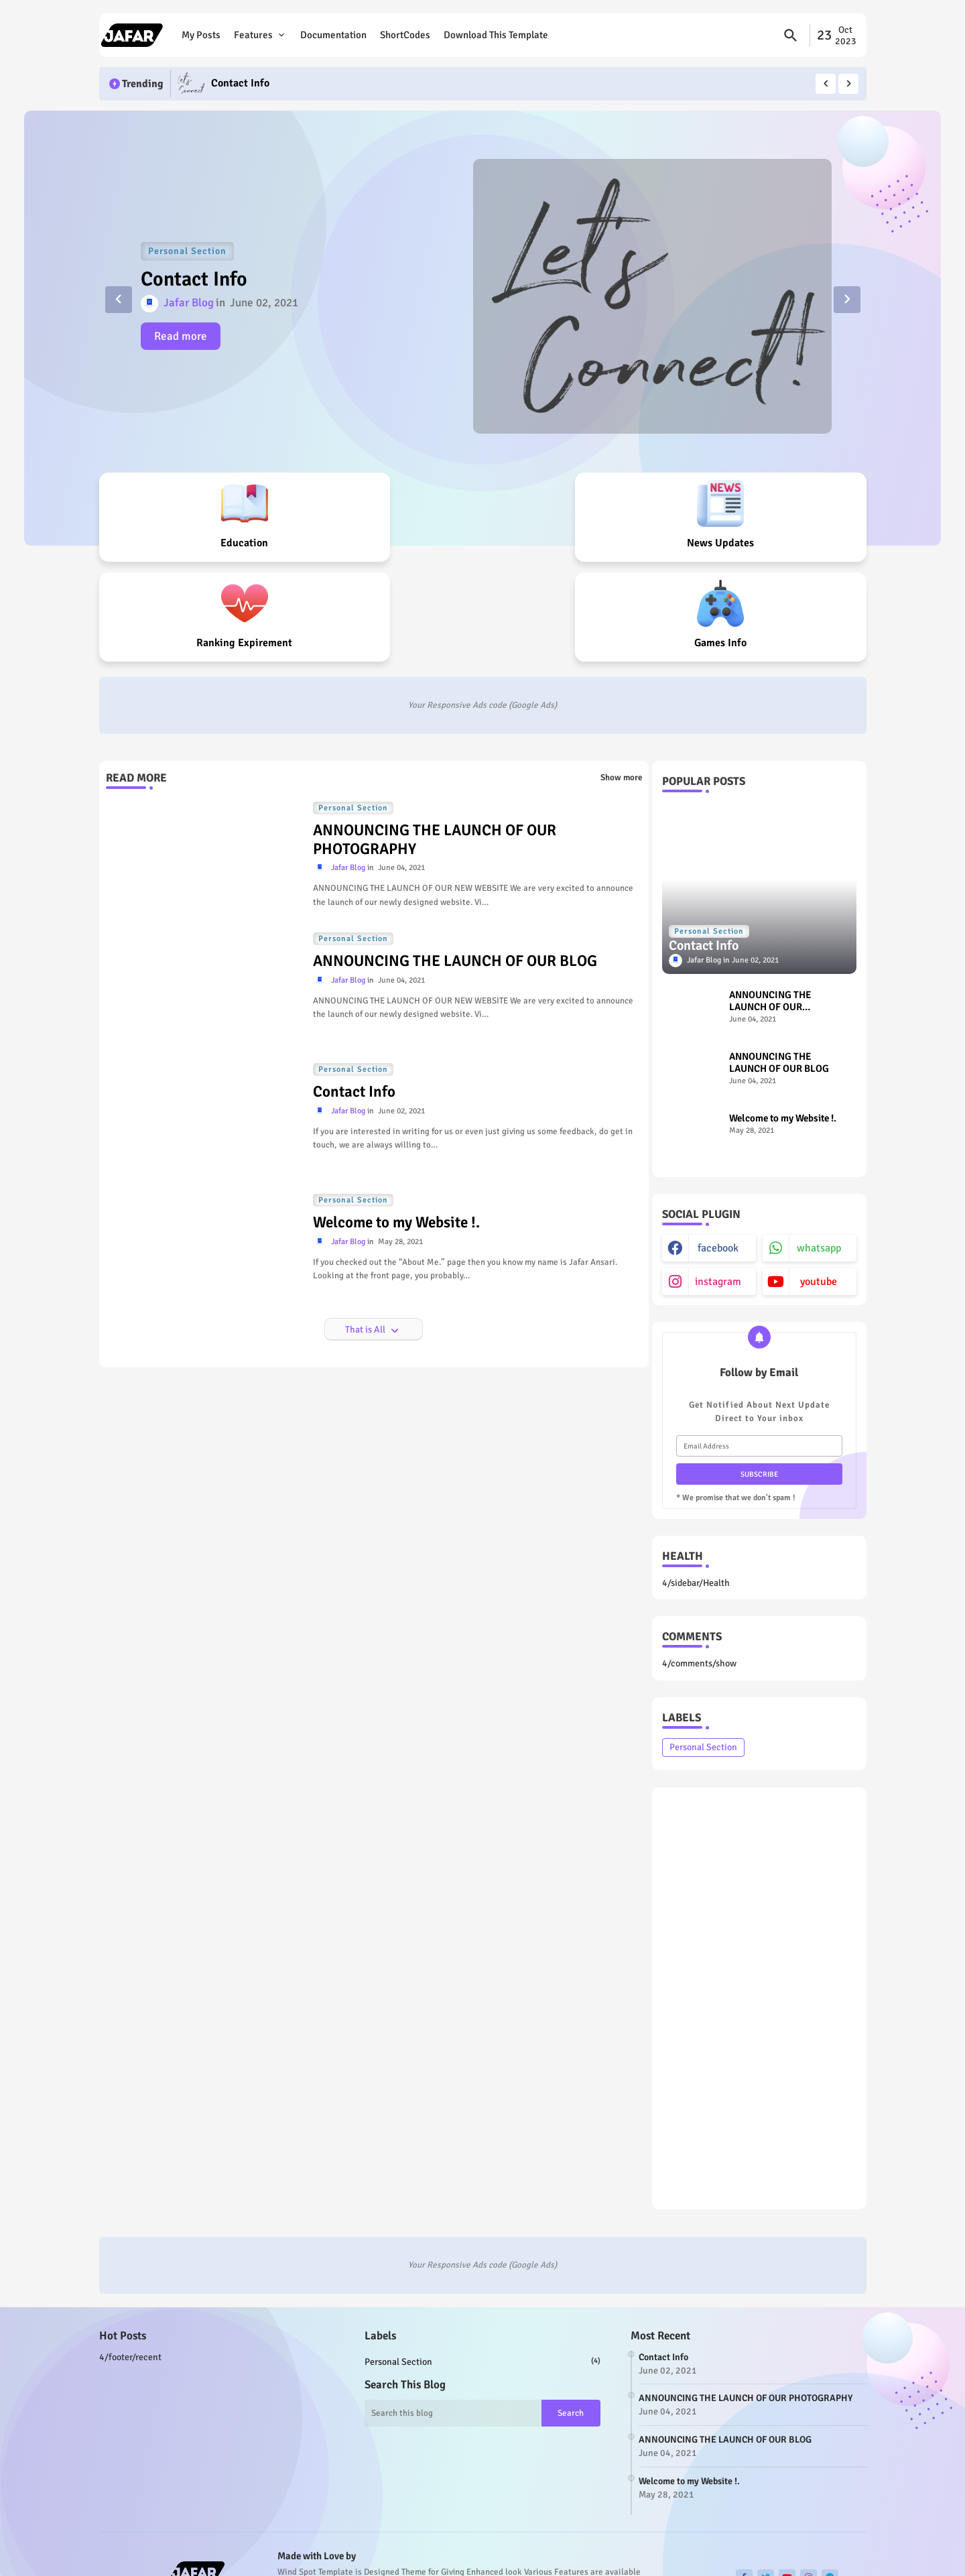 JAFAR
My Posts
Features
Documentation
ShortCodes
Download This Template
23
Oct
2023
Trending
Let's
Connect!
Contact Info
Personal Section
Contact Info
Jafar Blog in June 02, 2021
Read more
Let's
Connect!
Education
NEWS
News Updates
Ranking Expirement
Games Info
Your Responsive Ads code (Google Ads)
READ MORE
Show more
Personal Section
ANNOUNCING THE LAUNCH OF OUR
PHOTOGRAPHY
Jafar Blog in June 04, 2021
ANNOUNCING THE LAUNCH OF OUR NEW WEBSITE We are very excited to announce
the launch of our newly designed website. Vi...
Personal Section
ANNOUNCING THE LAUNCH OF OUR BLOG
Jafar Blog in June 04, 2021
ANNOUNCING THE LAUNCH OF OUR NEW WEBSITE We are very excited to announce
the launch of our newly designed website. Vi...
Personal Section
Contact Info
Jafar Blog in June 02, 2021
If you are interested in writing for us or even just giving us some feedback, do get in
touch, we are always willing to...
Personal Section
Welcome to my Website !.
Jafar Blog in May 28, 2021
If you checked out the “About Me.” page then you know my name is Jafar Ansari.
Looking at the front page, you probably...
That is All
POPULAR POSTS
Personal Section
Contact Info
Jafar Blog in June 02, 2021
ANNOUNCING THE
LAUNCH OF OUR...
June 04, 2021
ANNOUNCING THE
LAUNCH OF OUR BLOG
June 04, 2021
Welcome to my Website !.
May 28, 2021
SOCIAL PLUGIN
facebook
whatsapp
instagram
youtube
Follow by Email
Get Notified About Next Update
Direct to Your inbox
Email Address
SUBSCRIBE
* We promise that we don't spam !
HEALTH
4/sidebar/Health
COMMENTS
4/comments/show
LABELS
Personal Section
Your Responsive Ads code (Google Ads)
Hot Posts
4/footer/recent
Labels
Personal Section
(4)
Search This Blog
Search this blog
Search
Most Recent
Contact Info
June 02, 2021
ANNOUNCING THE LAUNCH OF OUR PHOTOGRAPHY
June 04, 2021
ANNOUNCING THE LAUNCH OF OUR BLOG
June 04, 2021
Welcome to my Website !.
May 28, 2021
JAFAR
Made with Love by
Wind Spot Template is Designed Theme for Giving Enhanced look Various Features are available